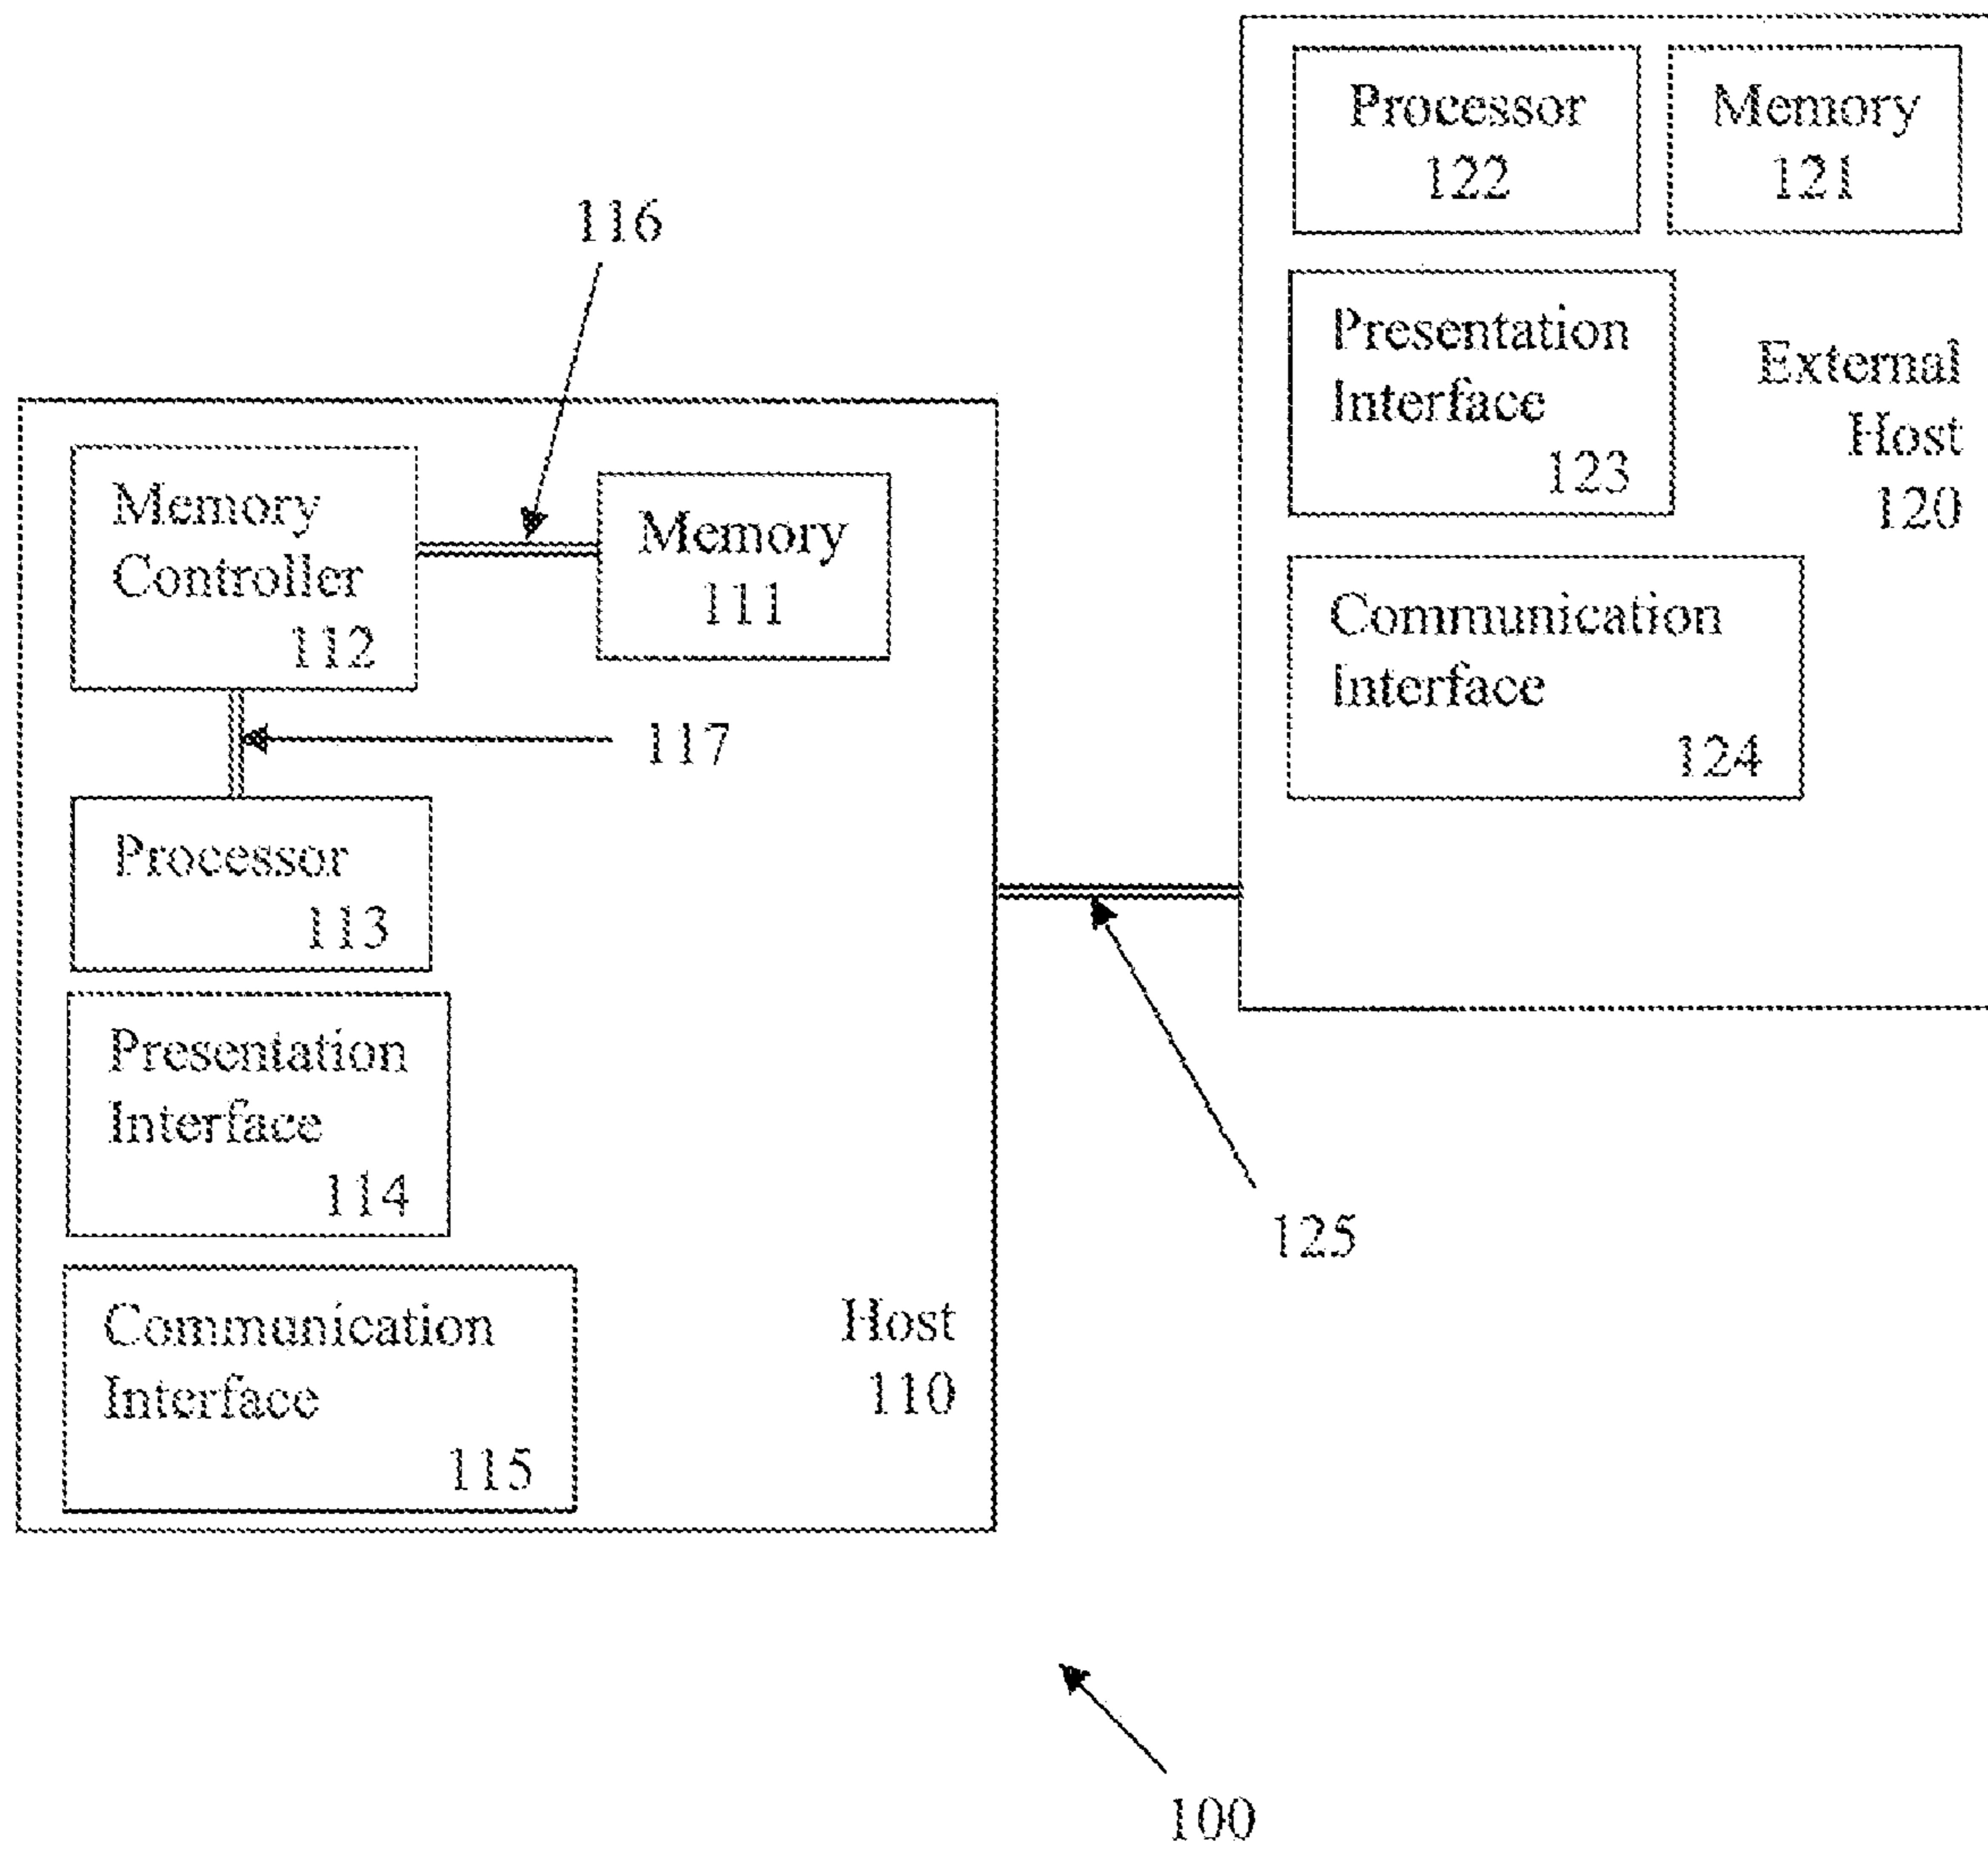 Processor
122
Memory
121
116
Presentation
Interface
123
External
Host
120
Memory
Controller
112
Memory
111
Communication
Interface
124
117
Processor
113
Presentation
Interface
114
125
Communication
Interface
115
Host
110
100